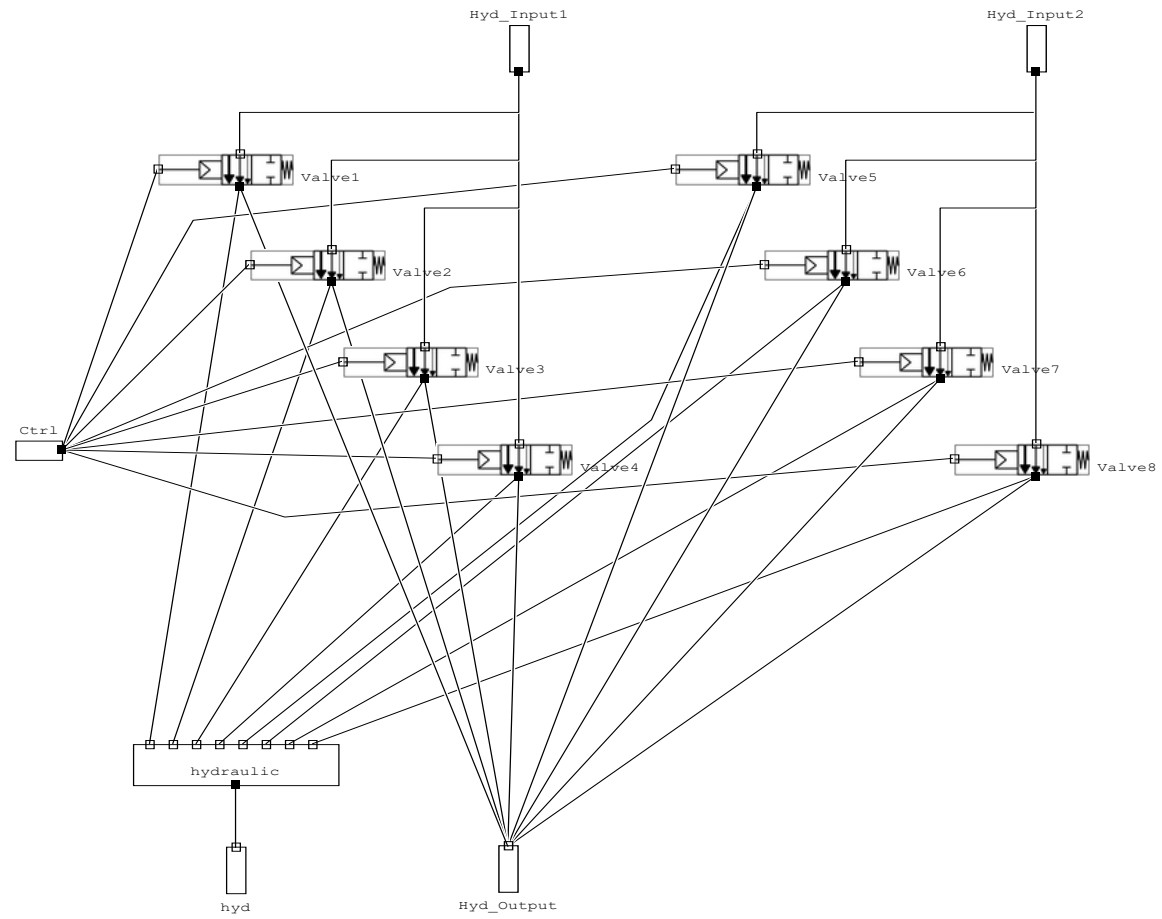 Hyd_Input1
Hyd_Input2
Valve1
Valve5
Valve2
Valve6
Valve3
Valve7
Ctrl
Valve4
Valve8
hydraulic
hyd
Hyd_Output